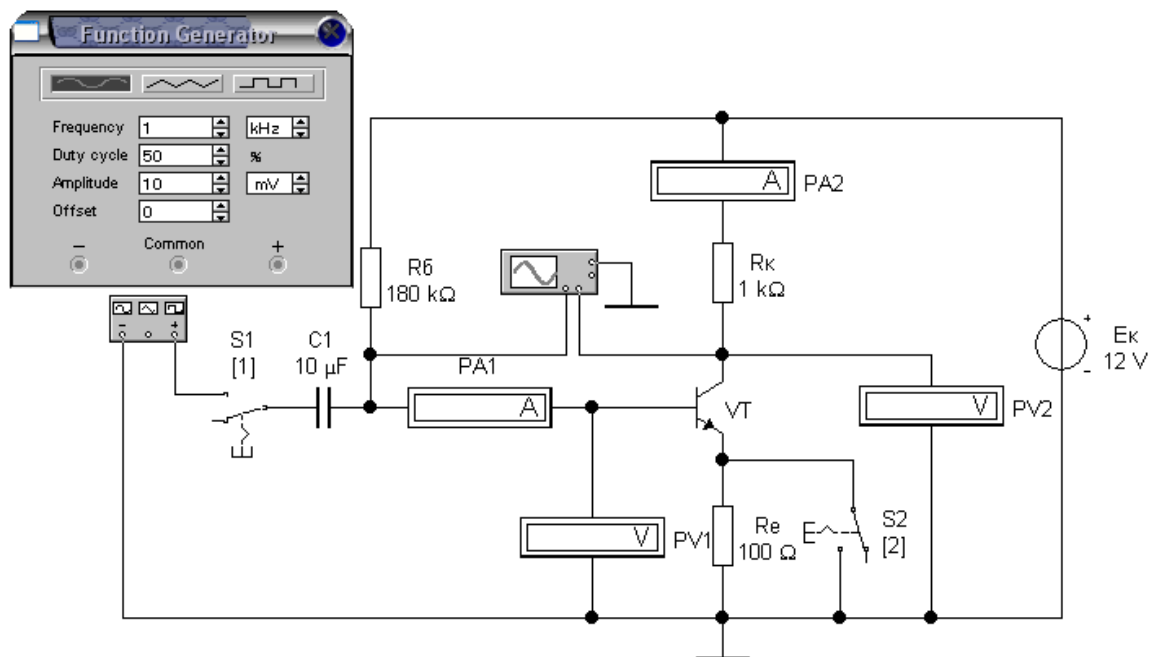 Function Generator
Frequency 1 kHz
Duty cycle 50 %
Amplitude 10 mV
Offset 0
− Common +
− +
S1
[1]
C1
10 µF
Rб
180 kΩ
PA1
A
A
PA2
Rк
1 kΩ
VT
V
PV1
Re
100 Ω
E
S2
[2]
V
PV2
+
-
Eк
12 V